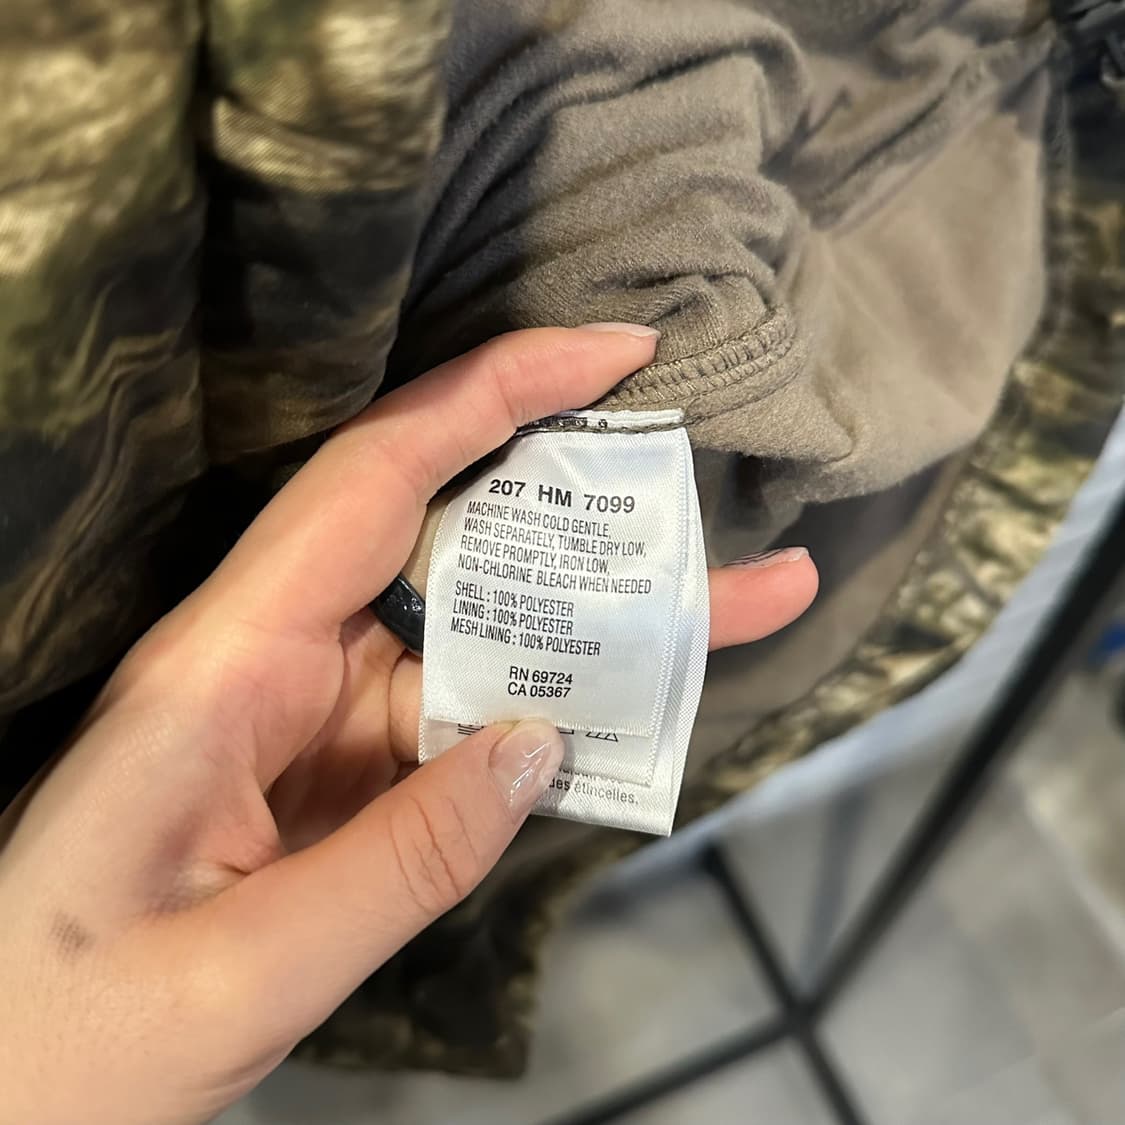 207 HM 7099
MACHINE WASH COLD GENTLE,
WASH SEPARATELY, TUMBLE DRY LOW,
REMOVE PROMPTLY, IRON LOW,
NON-CHLORINE BLEACH WHEN NEEDED
SHELL : 100% POLYESTER
LINING : 100% POLYESTER
MESH LINING : 100% POLYESTER
RN 69724
CA 05367
des étincelles.